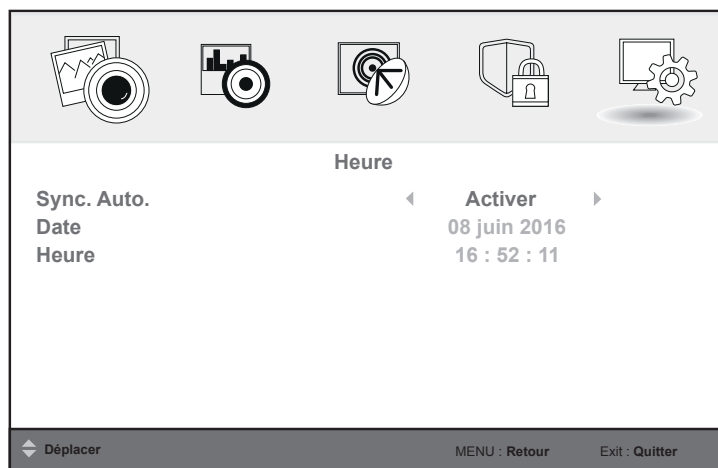 Heure
Sync. Auto. Activer
Date 08 juin 2016
Heure 16 : 52 : 11
Déplacer MENU : Retour Exit : Quitter